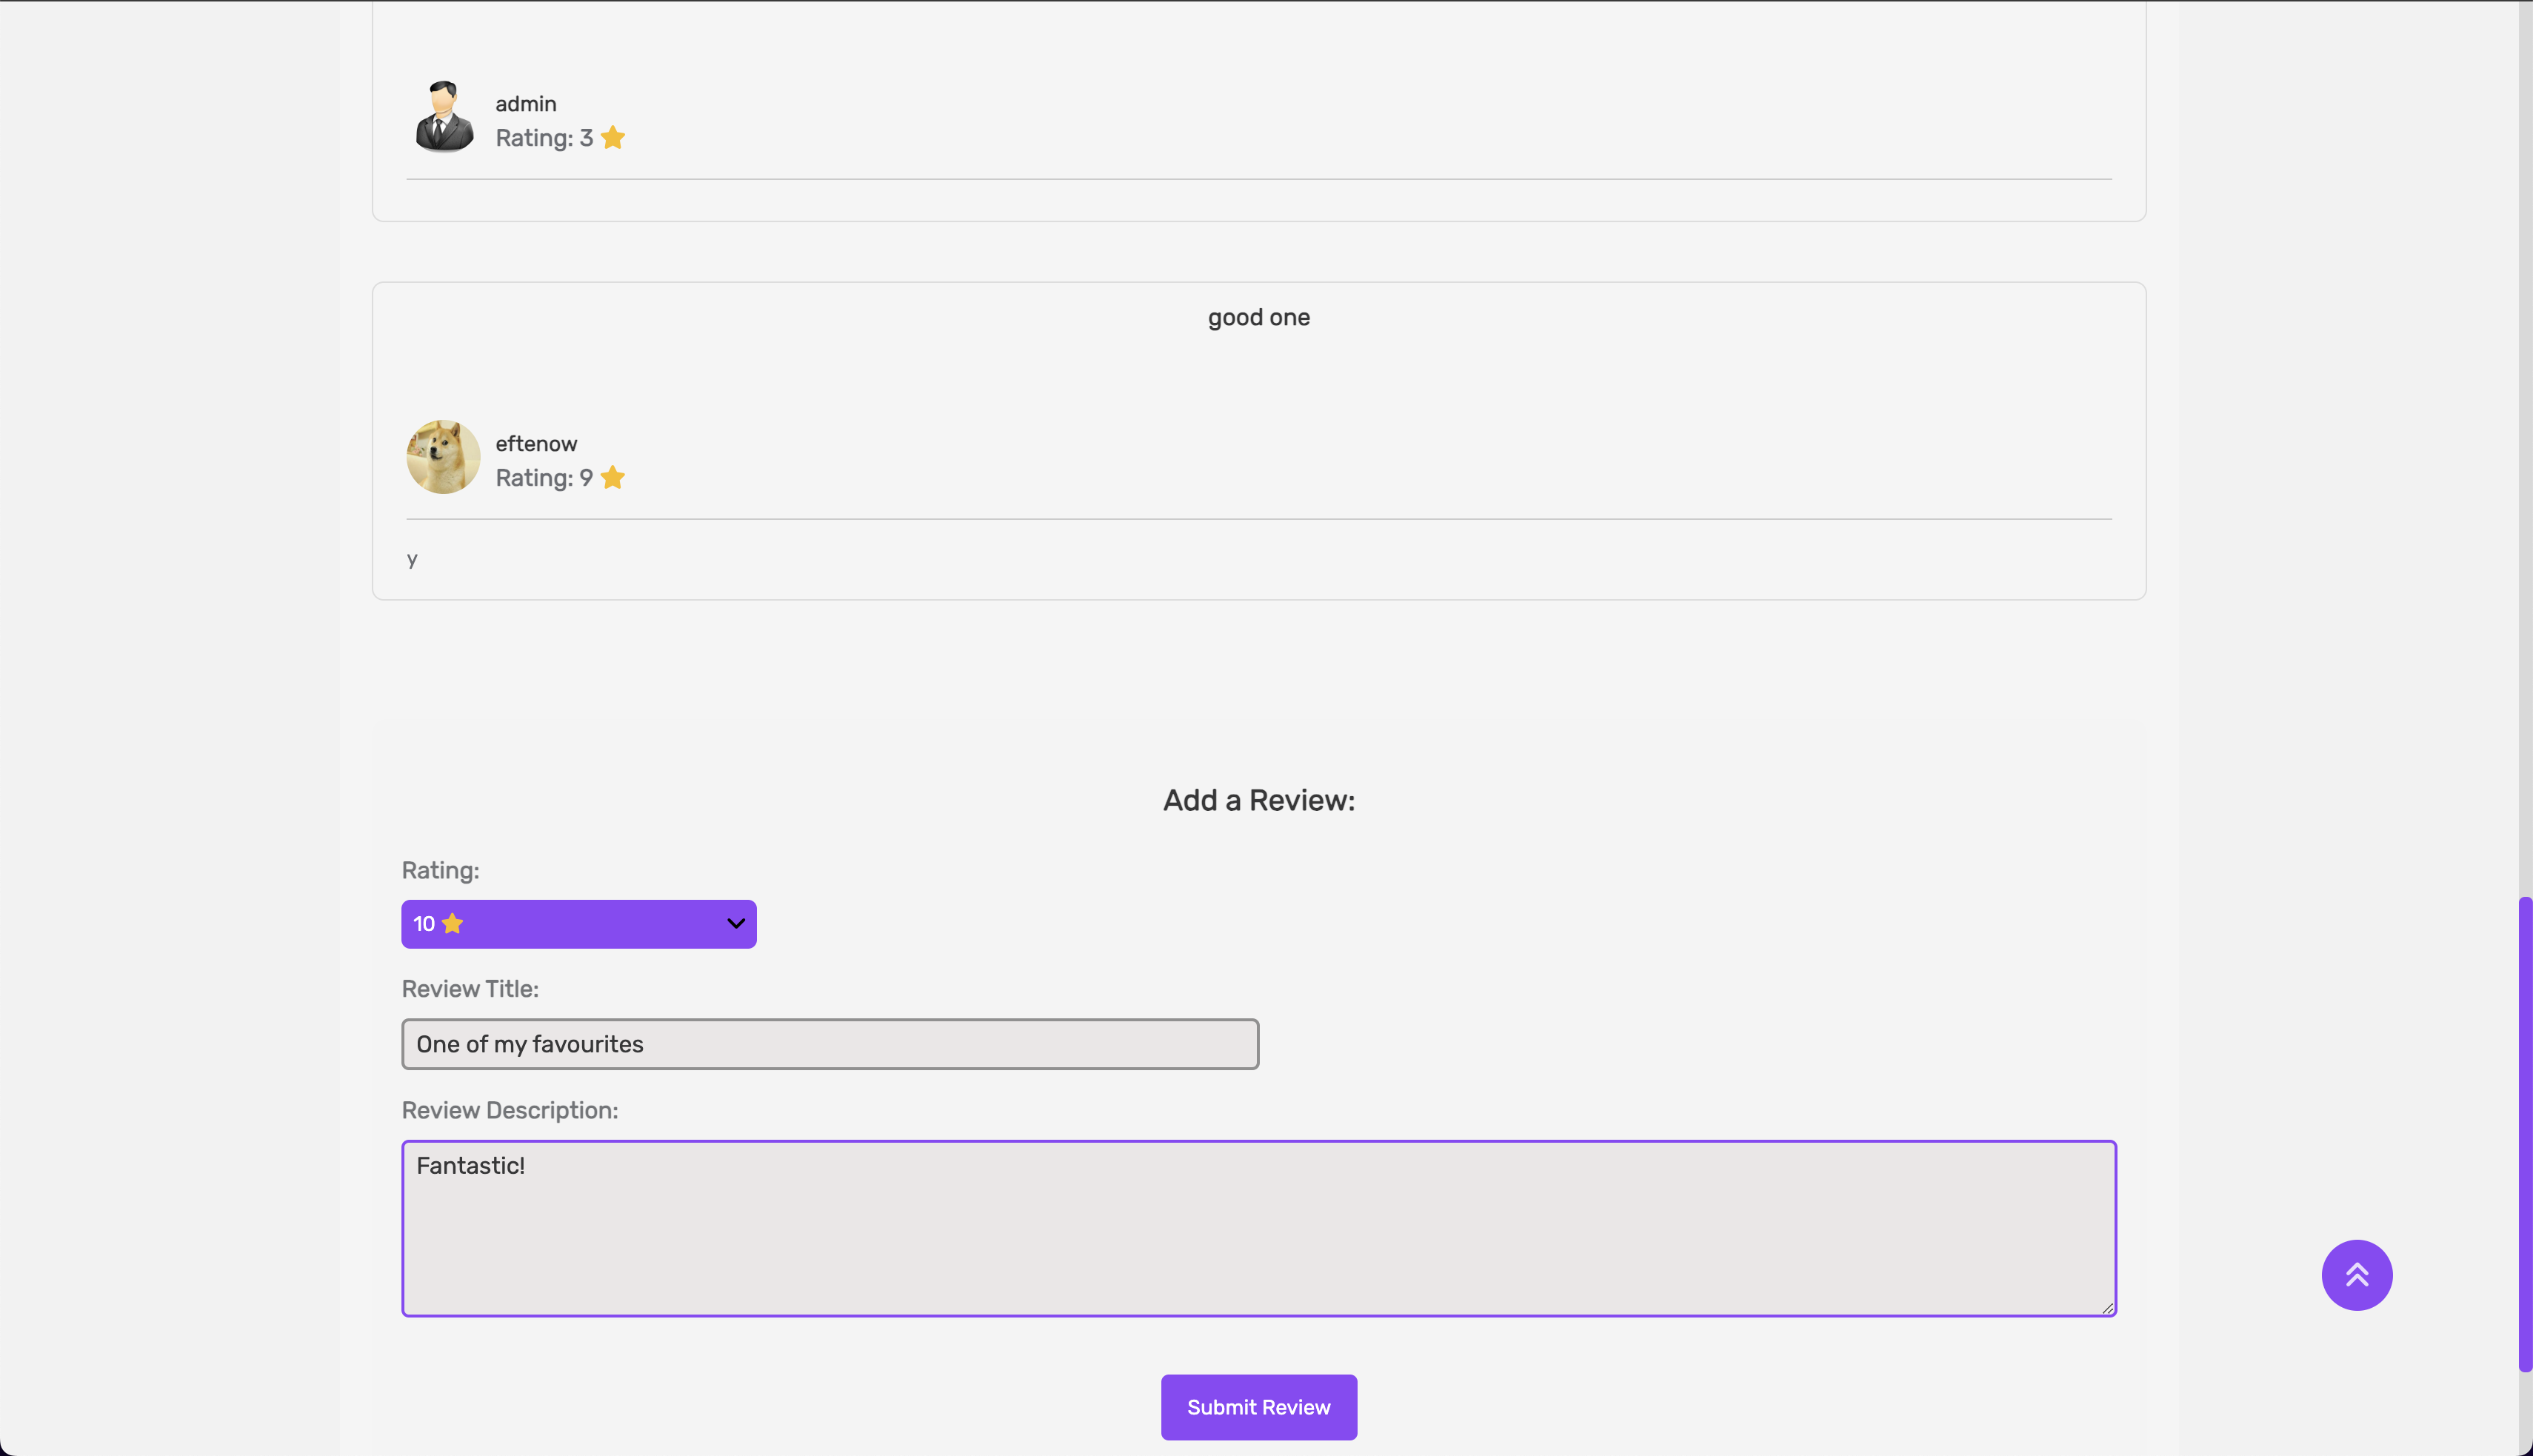 admin
Rating: 3
good one
eftenow
Rating: 9
y
Add a Review:
Rating:
10
Review Title:
One of my favourites
Review Description:
Fantastic!
Submit Review